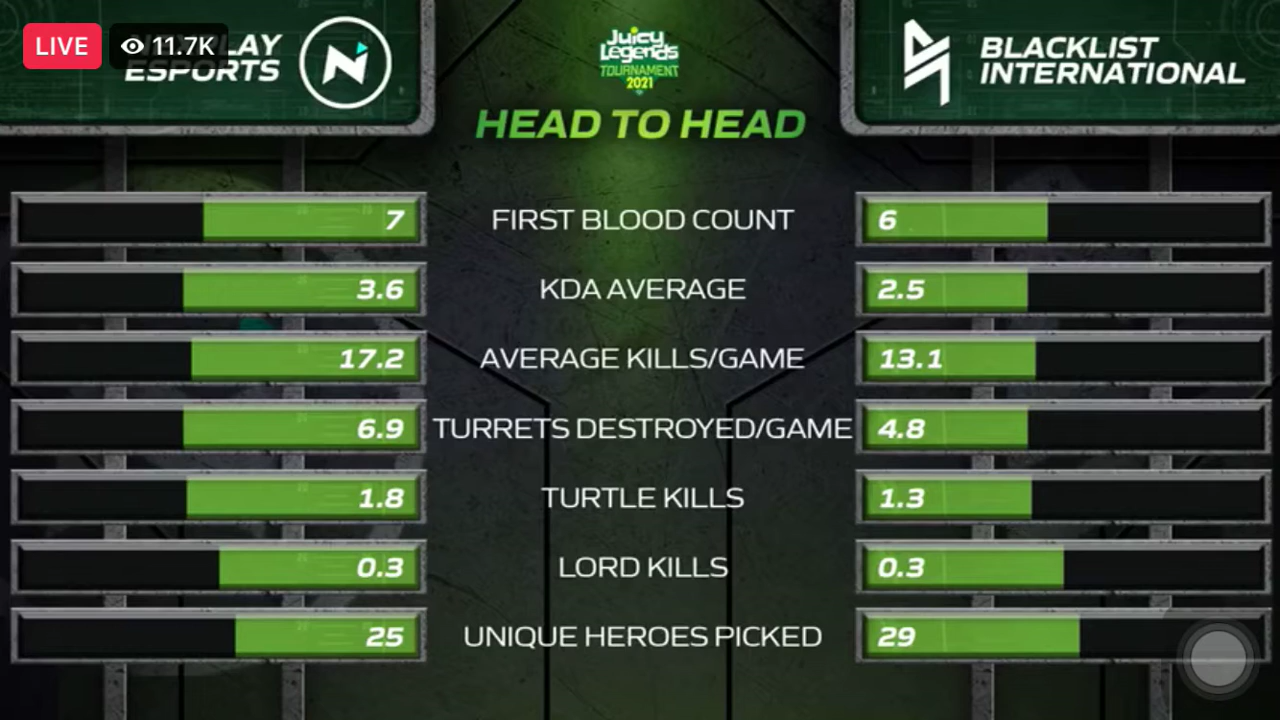 LIVE
11.7K
LAY
ESPORTS
Juicy
Legends
TOURNAMENT
2021
BLACKLIST
INTERNATIONAL
HEAD TO HEAD
7 FIRST BLOOD COUNT 6
3.6 KDA AVERAGE 2.5
17.2 AVERAGE KILLS/GAME 13.1
6.9 TURRETS DESTROYED/GAME 4.8
1.8 TURTLE KILLS 1.3
0.3 LORD KILLS 0.3
25 UNIQUE HEROES PICKED 29